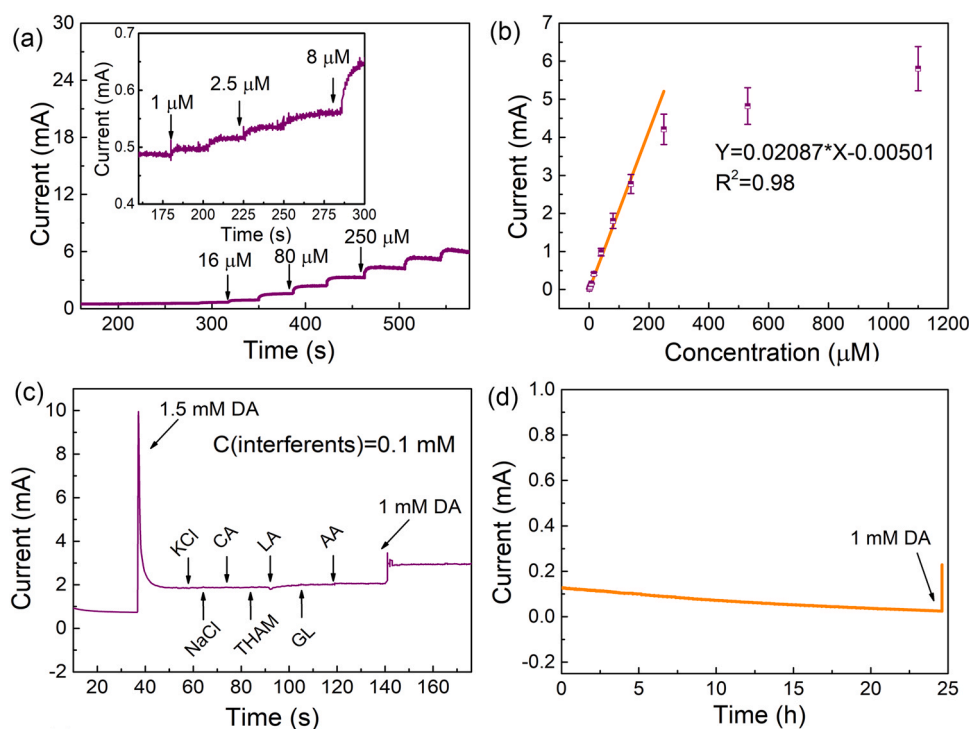 (a)
30
24
18
12
6
0
Current (mA)
200
300
400
500
Time (s)
16 μM
80 μM
250 μM
0.7
0.6
0.5
0.4
Current (mA)
1 μM
2.5 μM
8 μM
175
200
225
250
275
300
Time (s)
(b)
7
6
5
4
3
2
1
0
Current (mA)
Y=0.02087*X-0.00501
R²=0.98
0
200
400
600
800
1000
1200
Concentration (μM)
(c)
10
8
6
4
2
0
-2
Current (mA)
1.5 mM DA
C(interferents)=0.1 mM
1 mM DA
KCl
CA
LA
AA
NaCl
THAM
GL
20
40
60
80
100
120
140
160
Time (s)
(d)
1.0
0.8
0.6
0.4
0.2
0.0
-0.2
Current (mA)
1 mM DA
0
5
10
15
20
25
Time (h)